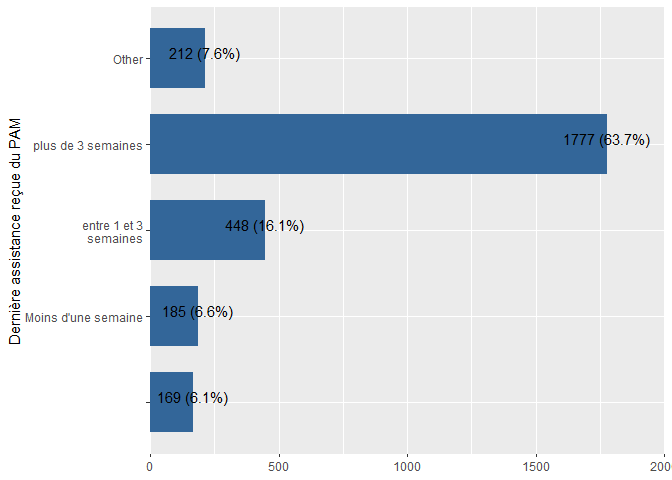 Dernière assistance reçue du PAM
Other
212 (7.6%)
plus de 3 semaines
1777 (63.7%)
entre 1 et 3
semaines
448 (16.1%)
Moins d'une semaine
185 (6.6%)
169 (6.1%)
0
500
1000
1500
200